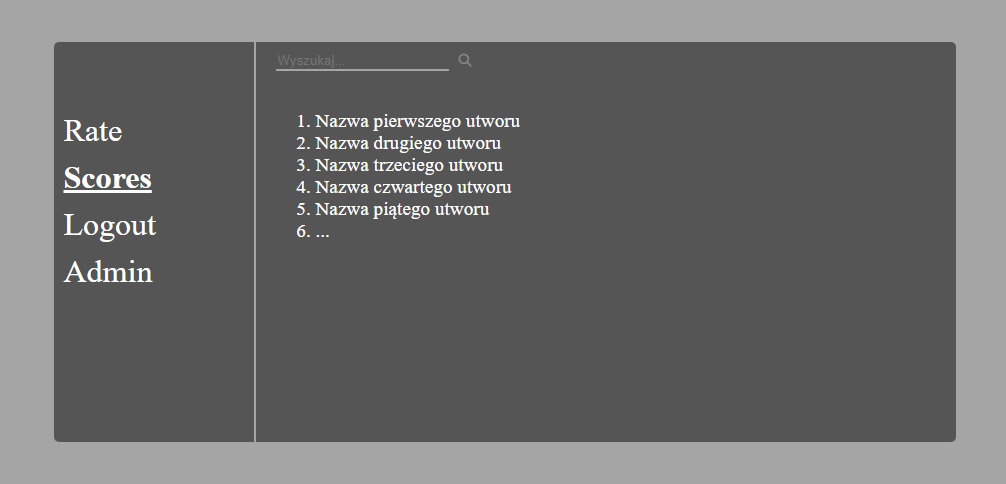 Rate
Scores
Logout
Admin
Wyszukaj...
1. Nazwa pierwszego utworu
2. Nazwa drugiego utworu
3. Nazwa trzeciego utworu
4. Nazwa czwartego utworu
5. Nazwa piątego utworu
6. ...